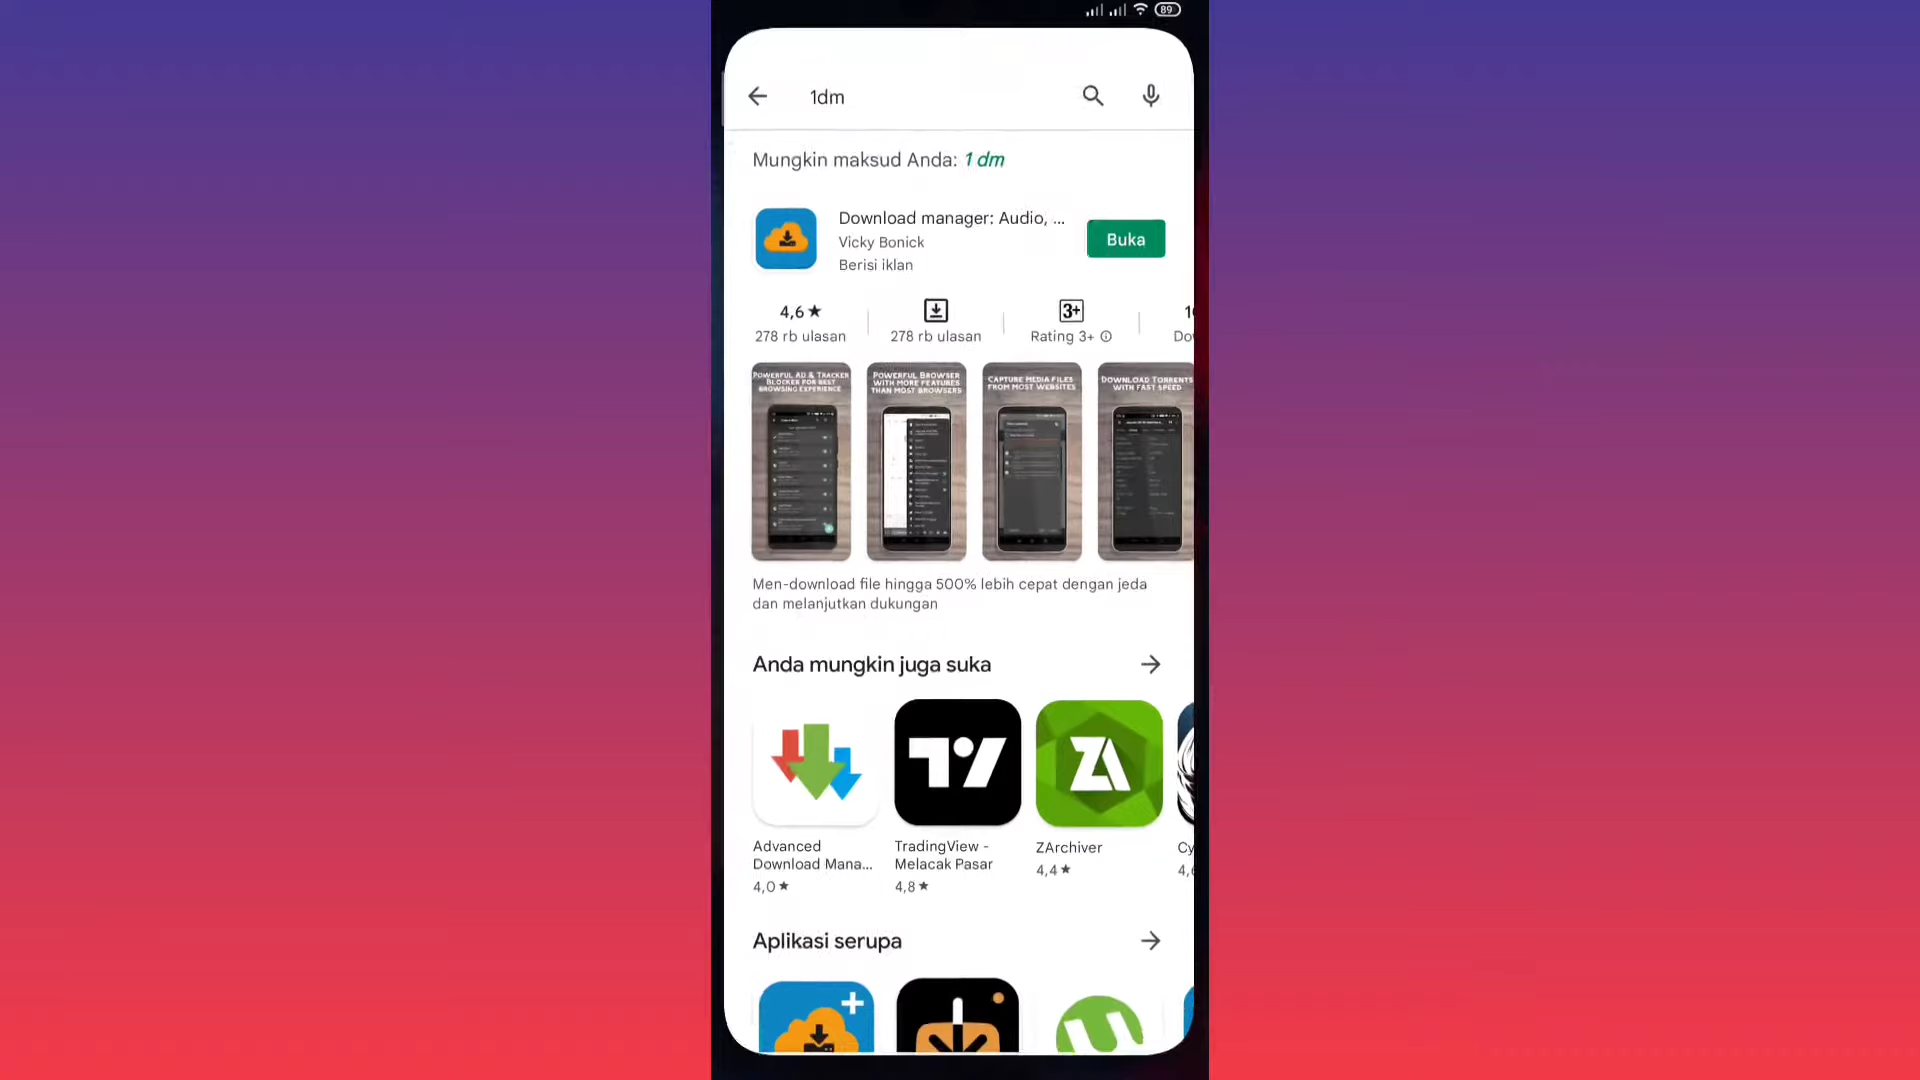 89
1dm
Mungkin maksud Anda: 1 dm
Download manager: Audio, ...
Vicky Bonick
Berisi iklan
Buka
4,6★
278 rb ulasan
278 rb ulasan
3+
Rating 3+
POWERFUL AD & TRACKER
BLOCKER FOR BEST
BROWSING EXPERIENCE
POWERFUL BROWSER
WITH MORE FEATURES
THAN MOST BROWSERS
CAPTURE MEDIA FILES
FROM MOST WEBSITES
DOWNLOAD TORRENTS
WITH FAST SPEED
Men-download file hingga 500% lebih cepat dengan jeda
dan melanjutkan dukungan
Anda mungkin juga suka
ZA
Advanced
Download Mana...
4,0★
TradingView -
Melacak Pasar
4,8★
ZArchiver
4,4★
Aplikasi serupa